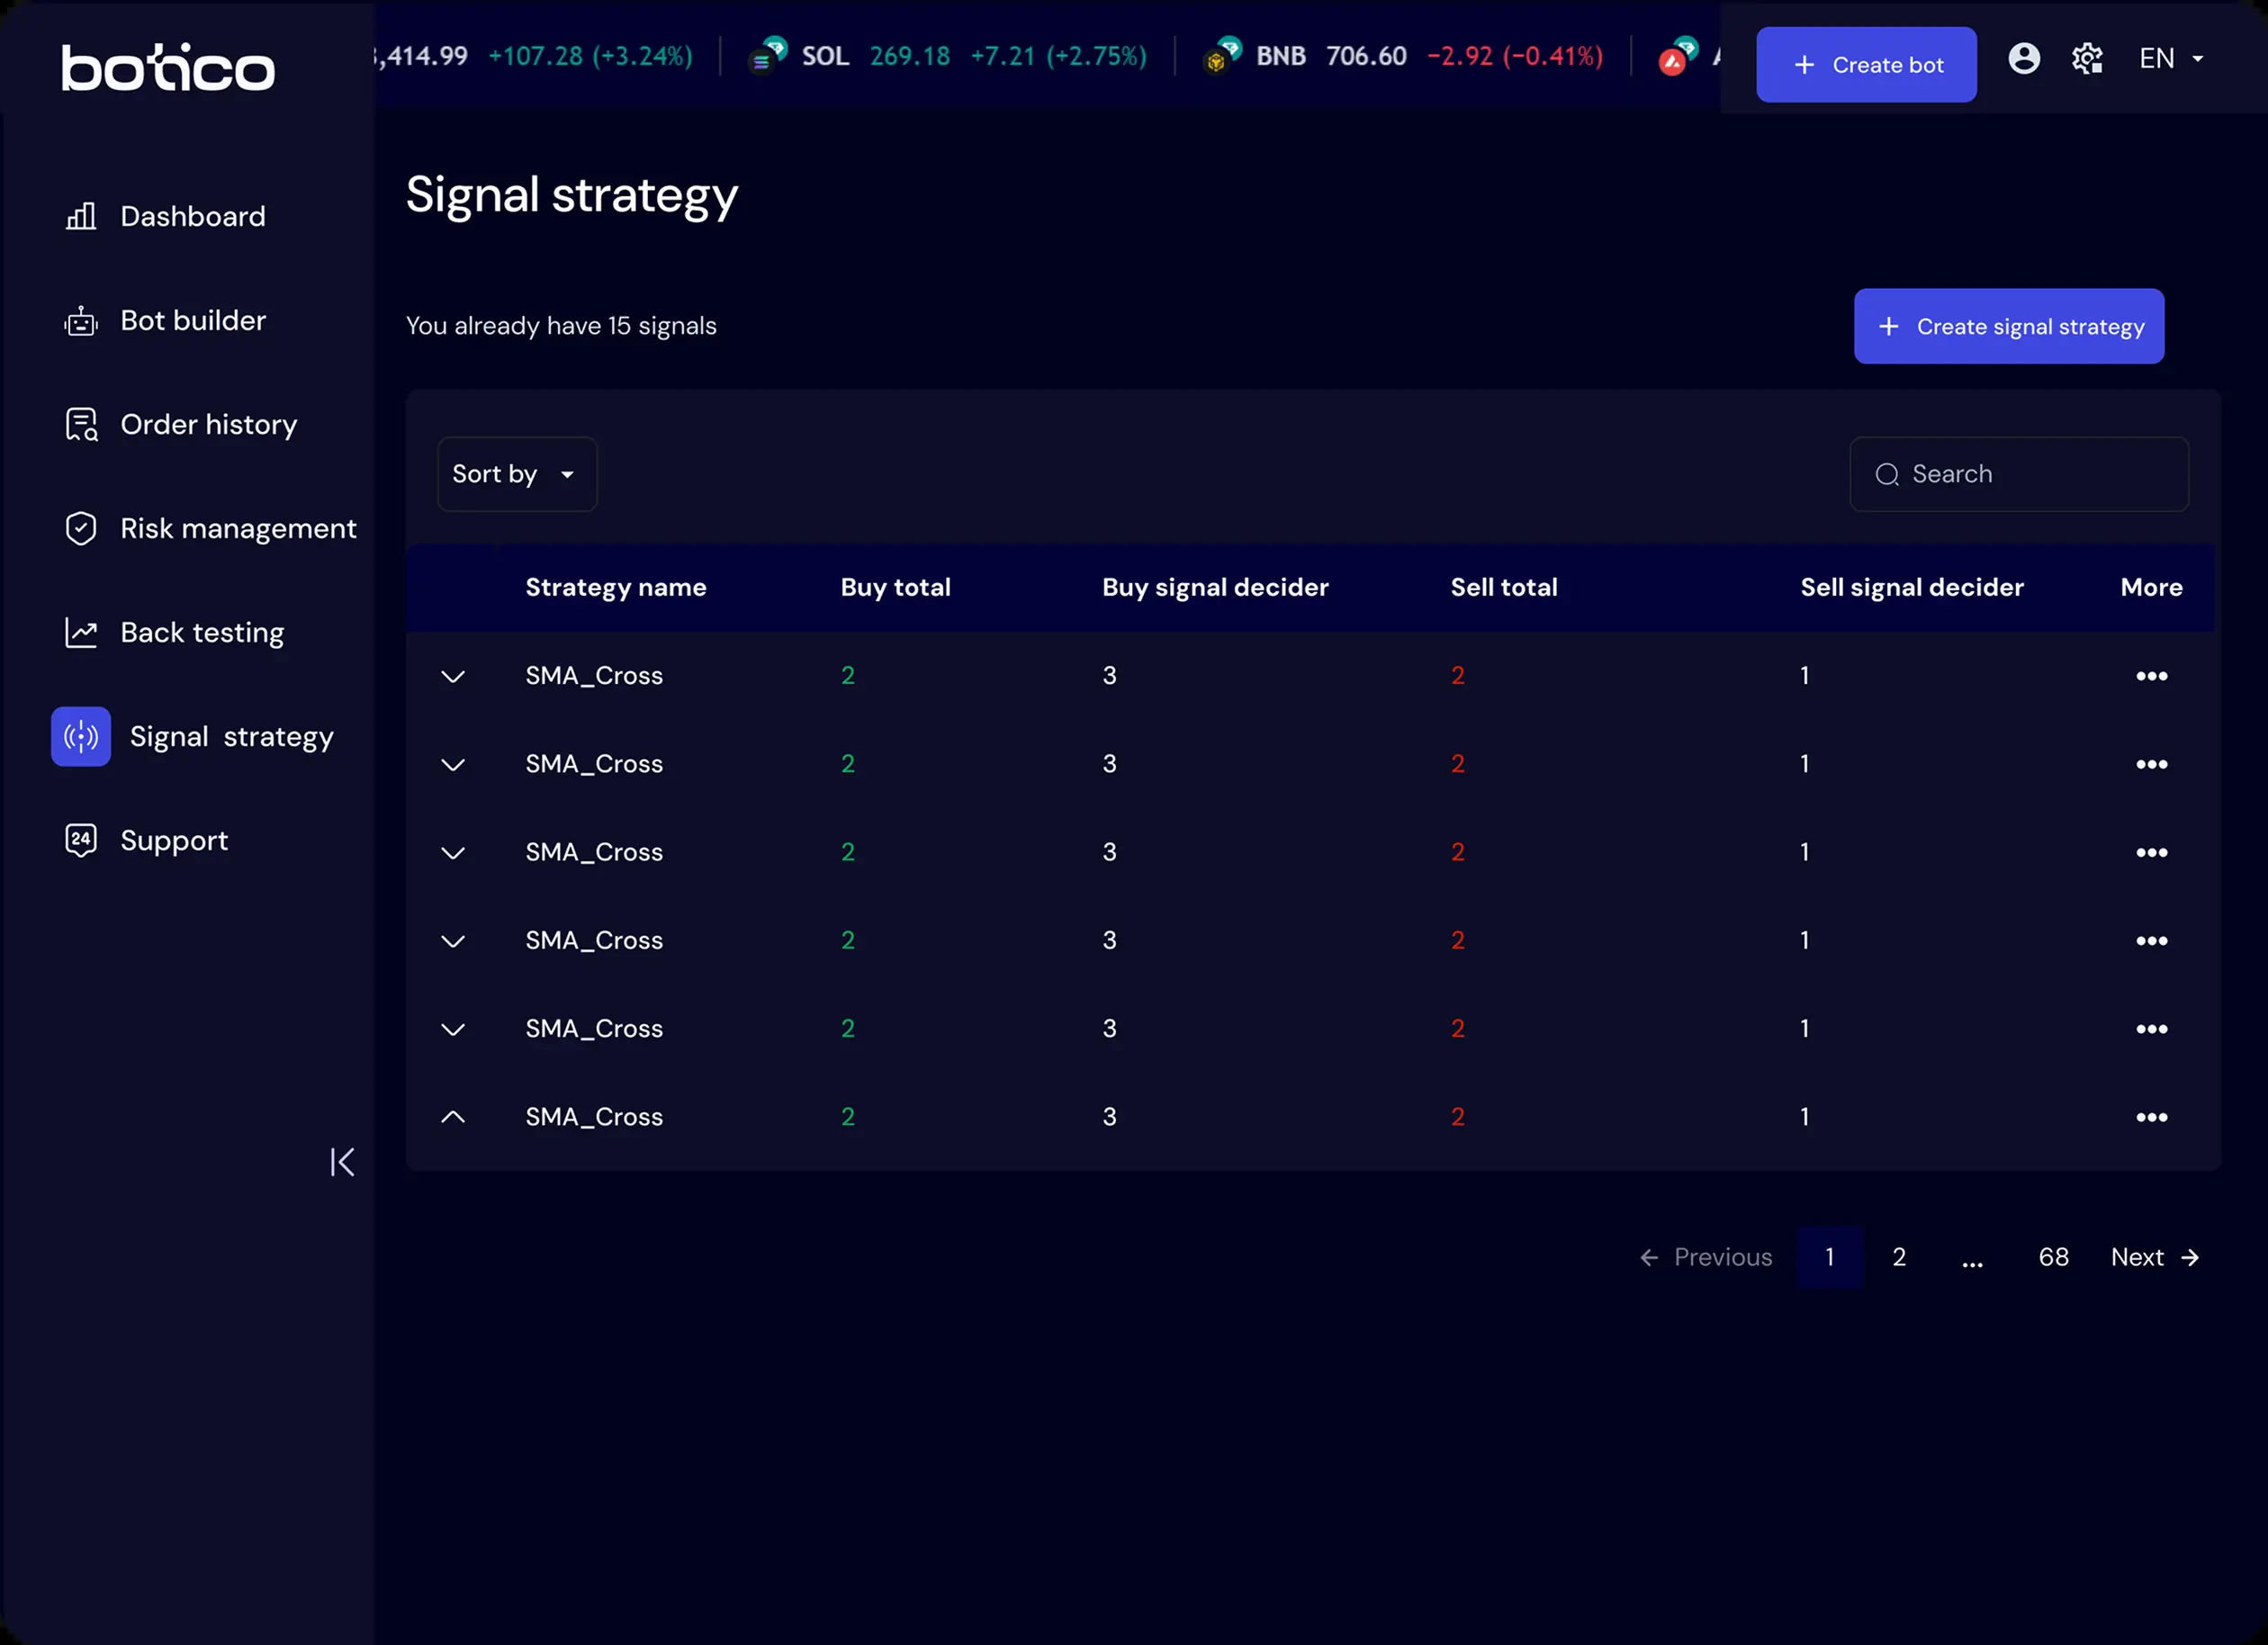 botico
,414.99 +107.28 (+3.24%) SOL 269.18 +7.21 (+2.75%) BNB 706.60 −2.92 (−0.41%)
+ Create bot
EN
Dashboard
Bot builder
Order history
Risk management
Back testing
Signal strategy
24 Support
Signal strategy
You already have 15 signals
+ Create signal strategy
Sort by
Search
Strategy name Buy total Buy signal decider Sell total Sell signal decider More
SMA_Cross 2 3 2 1 •••
SMA_Cross 2 3 2 1 •••
SMA_Cross 2 3 2 1 •••
SMA_Cross 2 3 2 1 •••
SMA_Cross 2 3 2 1 •••
SMA_Cross 2 3 2 1 •••
← Previous 1 2 ... 68 Next →